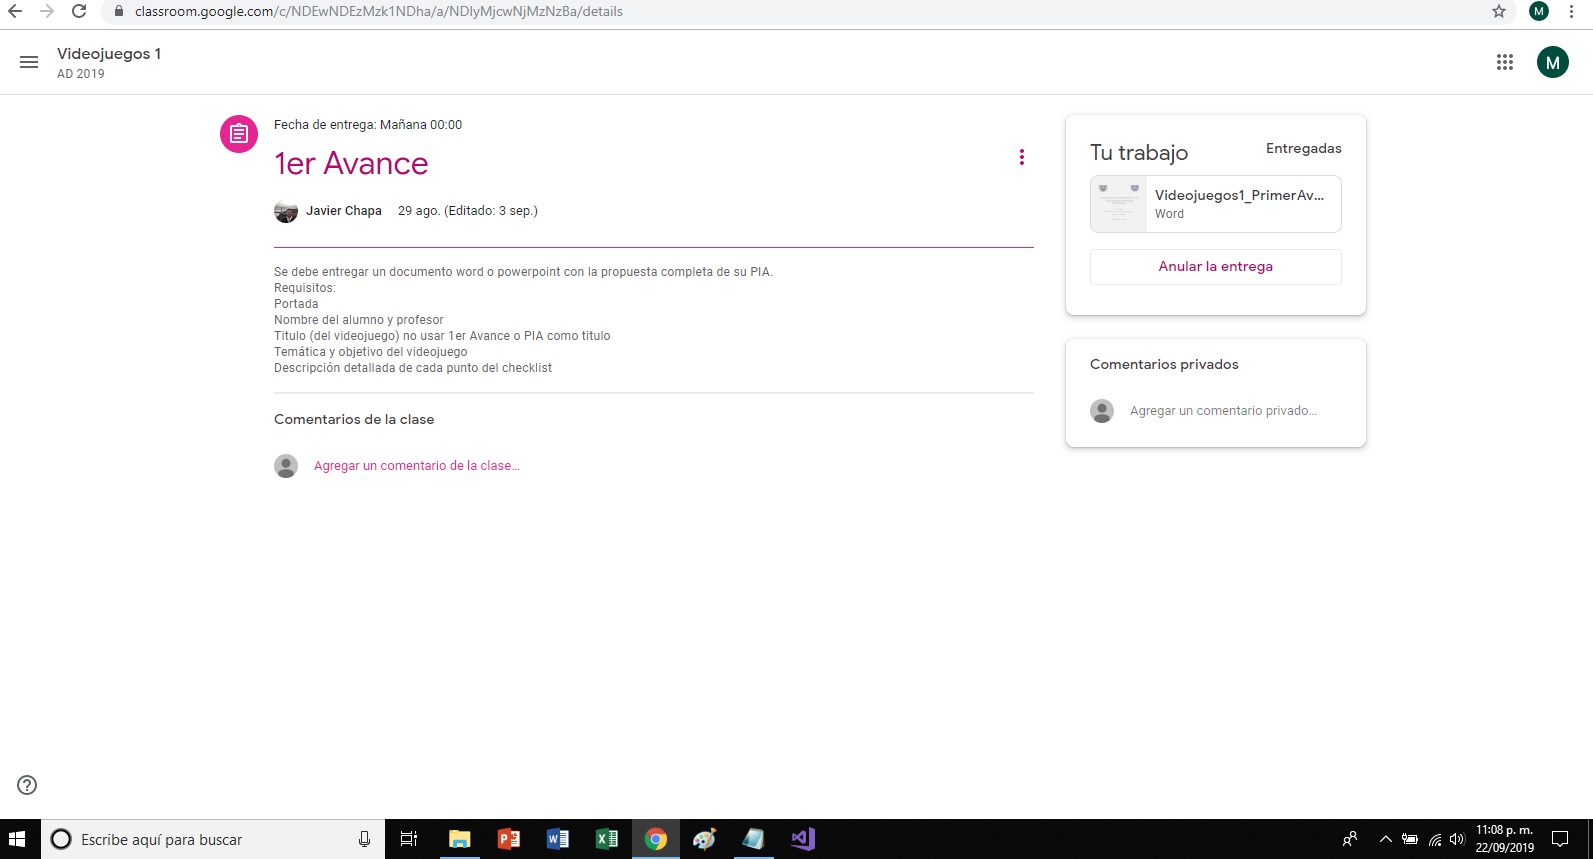 classroom.google.com/c/NDEwNDEzMzk1NDha/a/NDIyMjcwNjMzNzBa/details
M
Videojuegos 1
AD 2019
M
Fecha de entrega: Mañana 00:00
1er Avance
Javier Chapa 29 ago. (Editado: 3 sep.)
Se debe entregar un documento word o powerpoint con la propuesta completa de su PIA.
Requisitos:
Portada
Nombre del alumno y profesor
Titulo (del videojuego) no usar 1er Avance o PIA como titulo
Temática y objetivo del videojuego
Descripción detallada de cada punto del checklist
Comentarios de la clase
Agregar un comentario de la clase...
Tu trabajo
Entregadas
Videojuegos1_PrimerAv...
Word
Anular la entrega
Comentarios privados
Agregar un comentario privado...
Escribe aquí para buscar
11:08 p. m.
22/09/2019